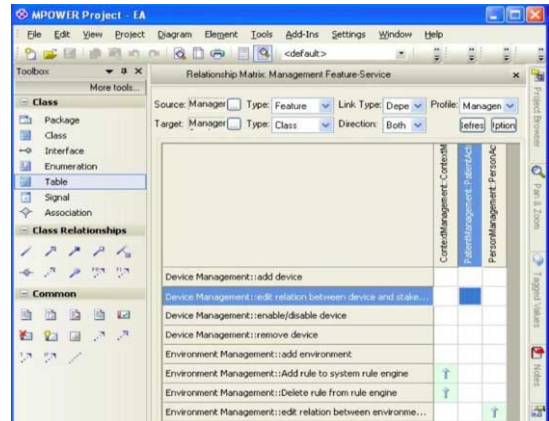 MPOWER Project - EA
File Edit View Project Diagram Element Tools Add-Ins Settings Window Help
<default>
Toolbox
More tools...
Class
Package
Class
Interface
Enumeration
Table
Signal
Association
Class Relationships
Common
Relationship Matrix: Management Feature-Service
Source: Manager Type: Feature Link Type: Depe Profile: Managen
Target: Manager Type: Class Direction: Both Refres Option
ContextManagement::ContextM
PatientManagement::PatientActi
PersonManagement::PersonAc
Device Management::add device
Device Management::edit relation between device and stake...
Device Management::enable/disable device
Device Management::remove device
Environment Management::add environment
Environment Management::Add rule to system rule engine
Environment Management::Delete rule from rule engine
Environment Management::edit relation between environme...
Project Browser
Pan & Zoom
Tagged Values
Notes